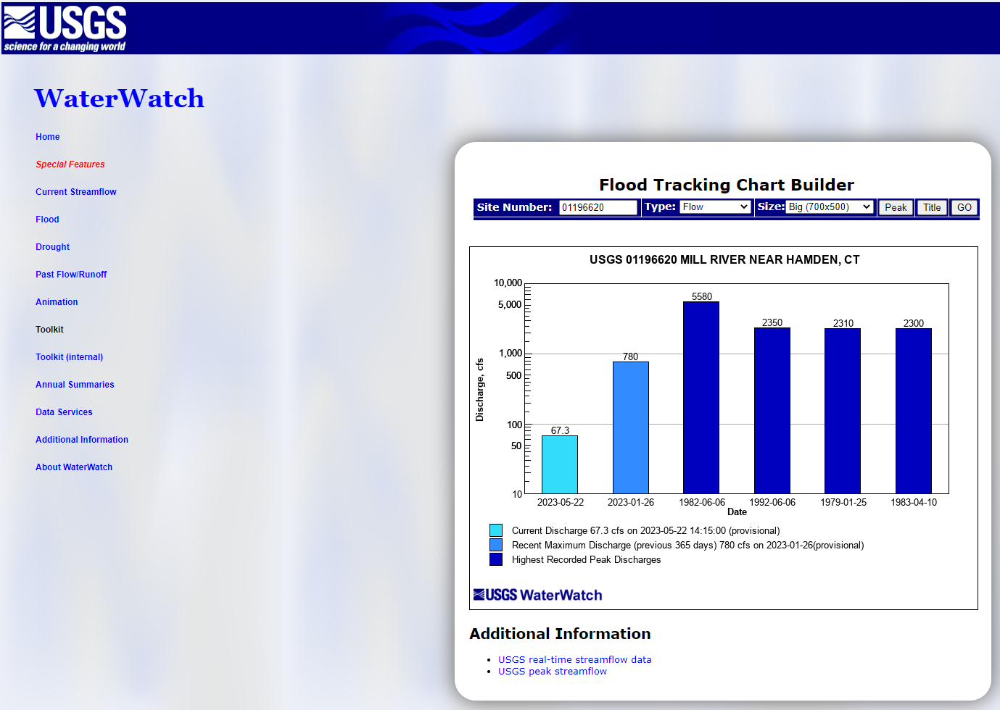 USGS
science for a changing world
WaterWatch
Home
Special Features
Current Streamflow
Flood
Drought
Past Flow/Runoff
Animation
Toolkit
Toolkit (internal)
Annual Summaries
Data Services
Additional Information
About WaterWatch
Flood Tracking Chart Builder
Site Number: 01196620 Type: Flow Size: Big (700x500) Peak Title GO
USGS 01196620 MILL RIVER NEAR HAMDEN, CT
10,000
5,000
1,000
500
100
50
10
Discharge, cfs
67.3
780
5580
2350
2310
2300
2023-05-22 2023-01-26 1982-06-06 1992-06-06 1979-01-25 1983-04-10
Date
Current Discharge 67.3 cfs on 2023-05-22 14:15:00 (provisional)
Recent Maximum Discharge (previous 365 days) 780 cfs on 2023-01-26(provisional)
Highest Recorded Peak Discharges
USGS WaterWatch
Additional Information
USGS real-time streamflow data
USGS peak streamflow